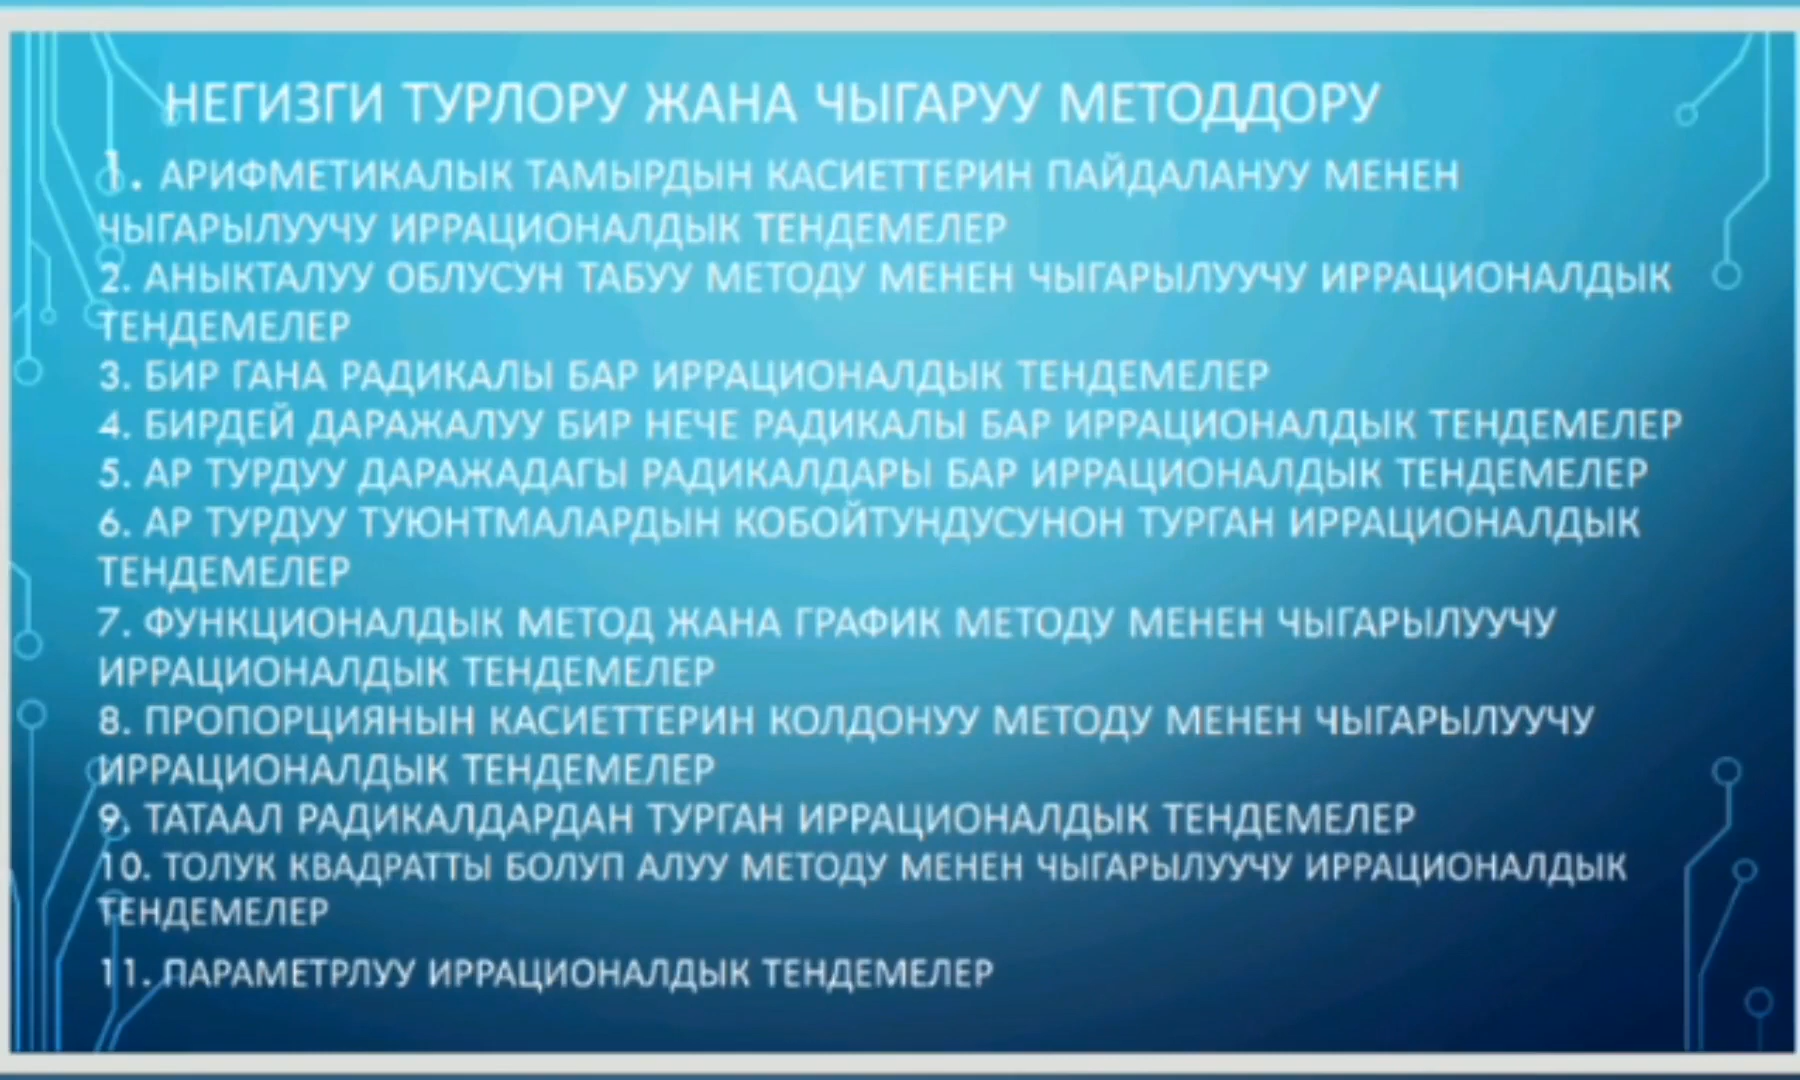 НЕГИЗГИ ТУРЛОРУ ЖАНА ЧЫГАРУУ МЕТОДДОРУ
1. АРИФМЕТИКАЛЫК ТАМЫРДЫН КАСИЕТТЕРИН ПАЙДАЛАНУУ МЕНЕН
ЧЫГАРЫЛУУЧУ ИРРАЦИОНАЛДЫК ТЕНДЕМЕЛЕР
2. АНЫКТАЛУУ ОБЛУСУН ТАБУУ МЕТОДУ МЕНЕН ЧЫГАРЫЛУУЧУ ИРРАЦИОНАЛДЫК
ТЕНДЕМЕЛЕР
3. БИР ГАНА РАДИКАЛЫ БАР ИРРАЦИОНАЛДЫК ТЕНДЕМЕЛЕР
4. БИРДЕЙ ДАРАЖАЛУУ БИР НЕЧЕ РАДИКАЛЫ БАР ИРРАЦИОНАЛДЫК ТЕНДЕМЕЛЕР
5. АР ТУРДУУ ДАРАЖАДАГЫ РАДИКАЛДАРЫ БАР ИРРАЦИОНАЛДЫК ТЕНДЕМЕЛЕР
6. АР ТУРДУУ ТУЮНТМАЛАРДЫН КОБОЙТУНДУСУНОН ТУРГАН ИРРАЦИОНАЛДЫК
ТЕНДЕМЕЛЕР
7. ФУНКЦИОНАЛДЫК МЕТОД ЖАНА ГРАФИК МЕТОДУ МЕНЕН ЧЫГАРЫЛУУЧУ
ИРРАЦИОНАЛДЫК ТЕНДЕМЕЛЕР
8. ПРОПОРЦИЯНЫН КАСИЕТТЕРИН КОЛДОНУУ МЕТОДУ МЕНЕН ЧЫГАРЫЛУУЧУ
ИРРАЦИОНАЛДЫК ТЕНДЕМЕЛЕР
9. ТАТААЛ РАДИКАЛДАРДАН ТУРГАН ИРРАЦИОНАЛДЫК ТЕНДЕМЕЛЕР
10. ТОЛУК КВАДРАТТЫ БОЛУП АЛУУ МЕТОДУ МЕНЕН ЧЫГАРЫЛУУЧУ ИРРАЦИОНАЛДЫК
ТЕНДЕМЕЛЕР
11. ПАРАМЕТРЛУУ ИРРАЦИОНАЛДЫК ТЕНДЕМЕЛЕР